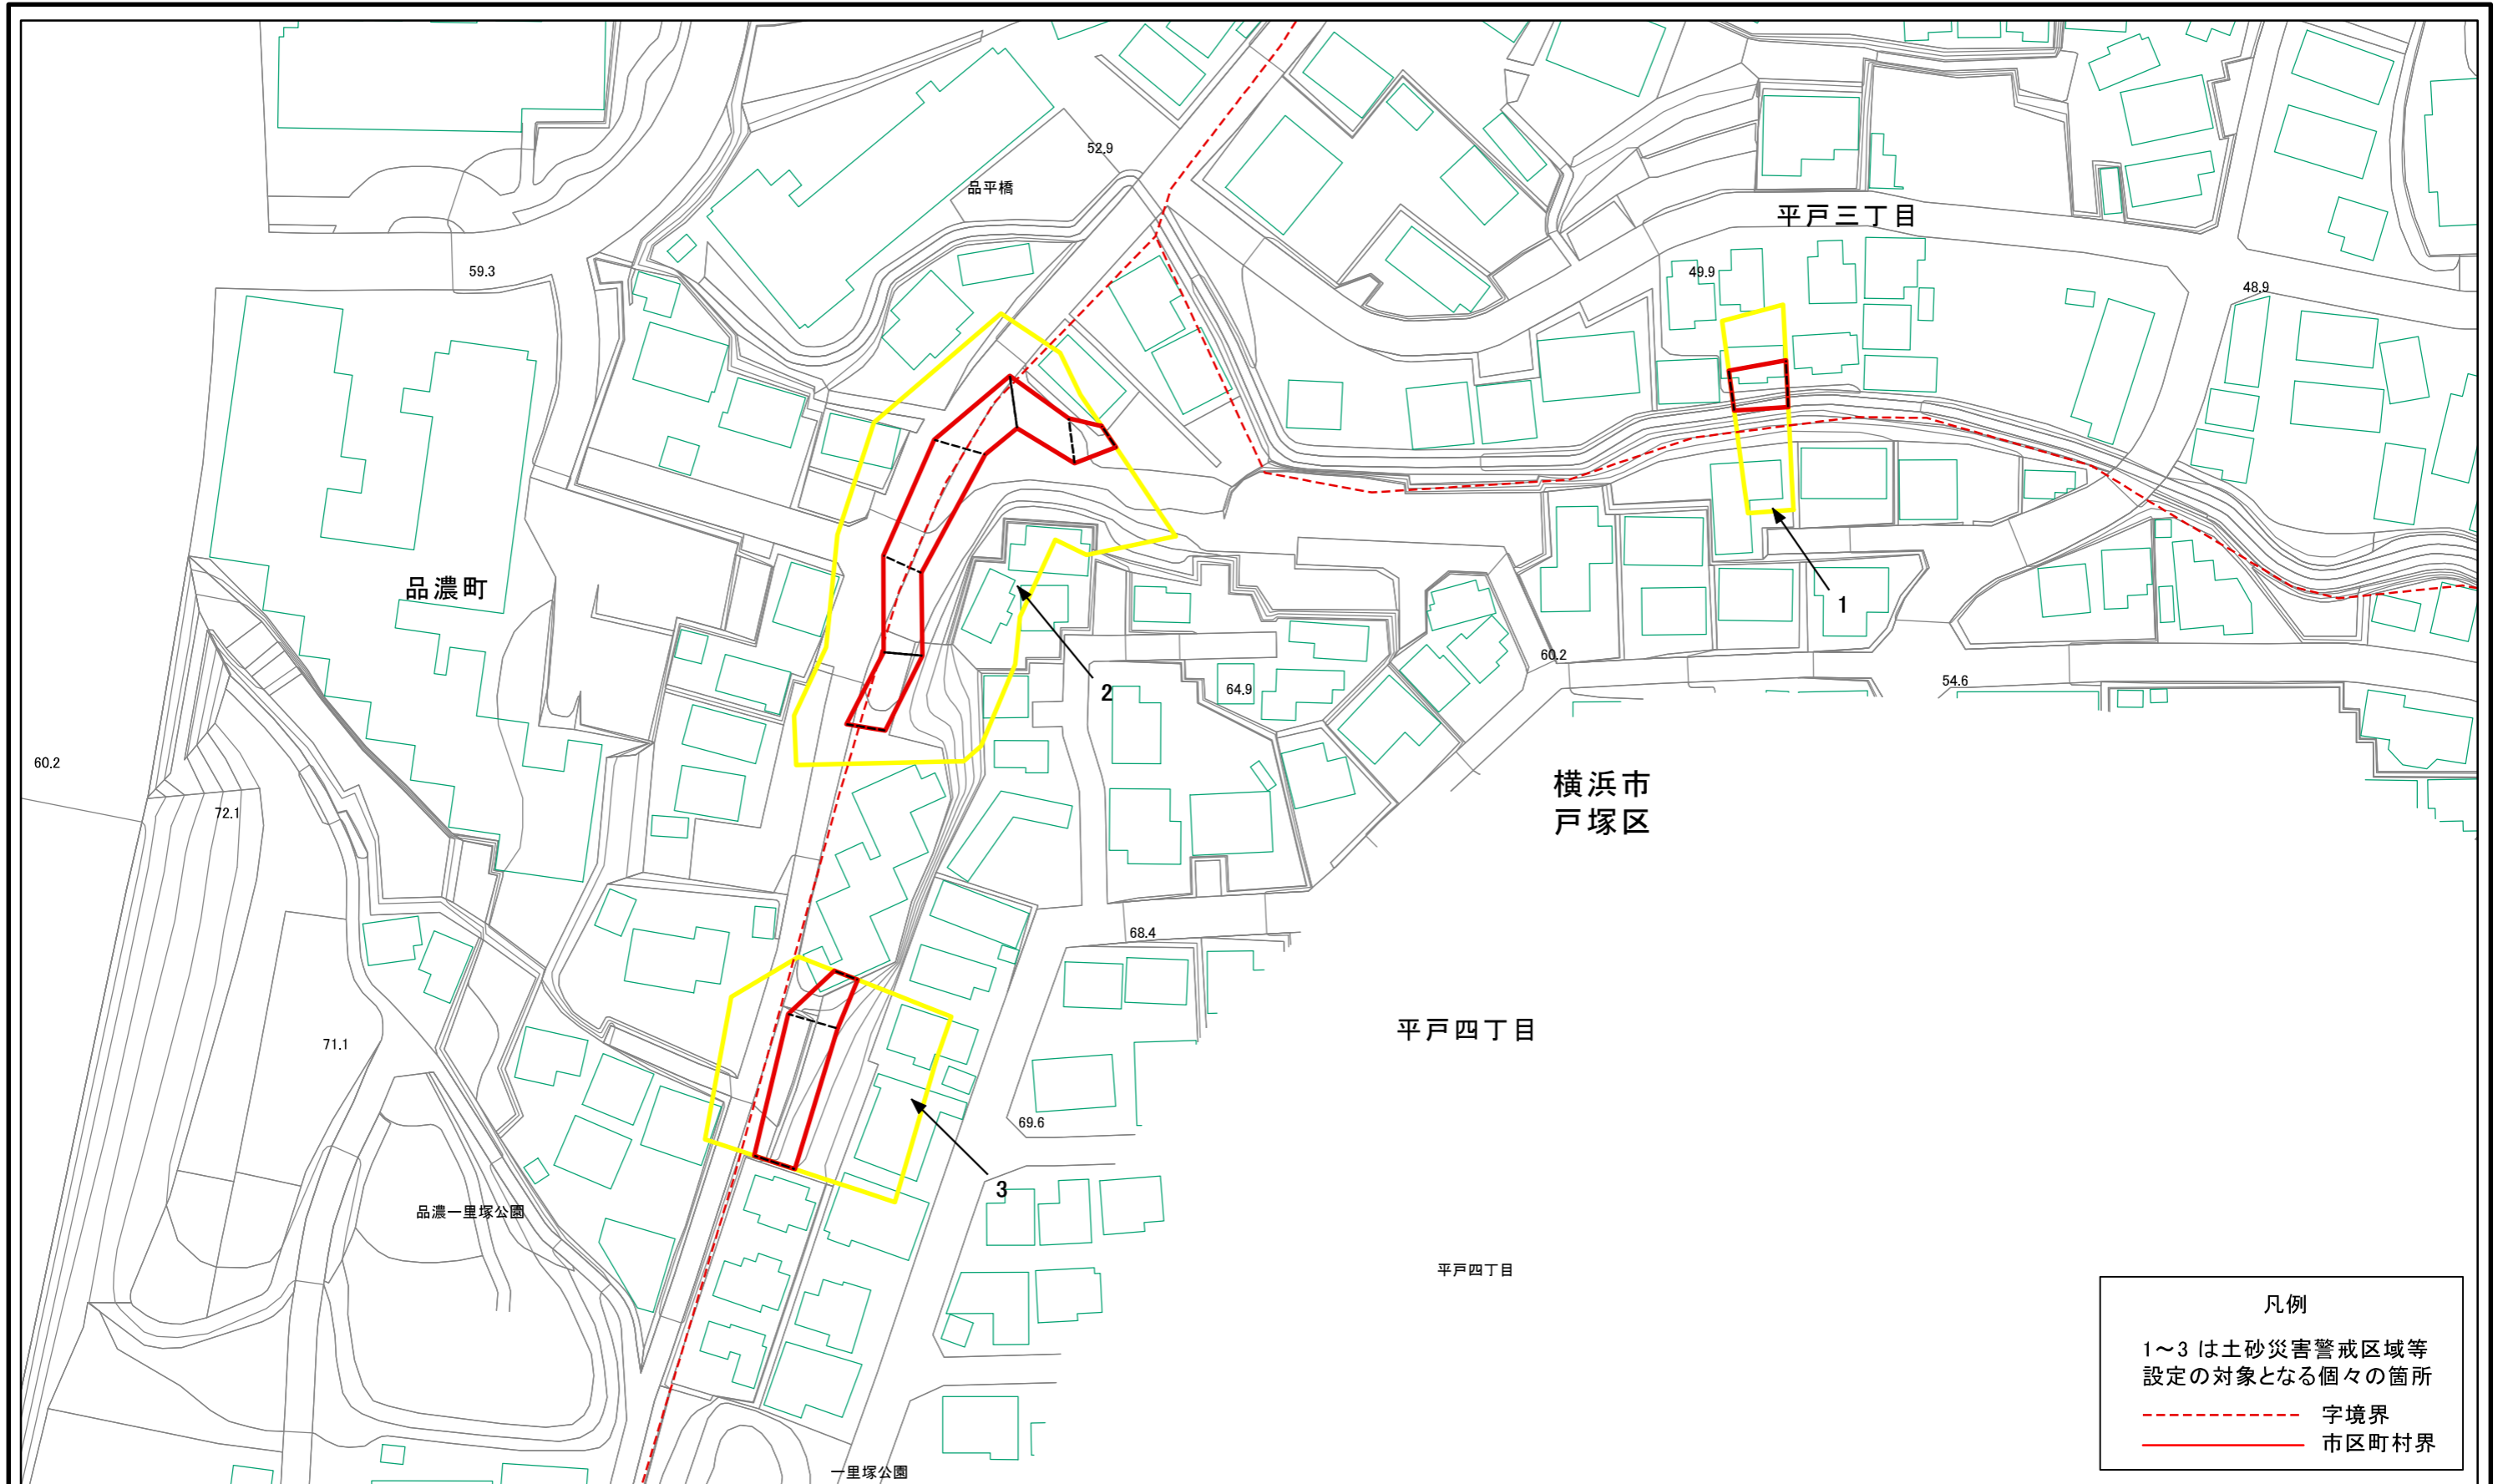 52.9
品平橋
平戸三丁目
59.3
49.9
48.9
品濃町
1
2
60.2
64.9
54.6
60.2
横浜市
戸塚区
72.1
68.4
平戸四丁目
71.1
69.6
3
品濃一里塚公園
平戸四丁目
一里塚公園
凡例
1～3 は土砂災害警戒区域等
設定の対象となる個々の箇所
字境界
市区町村界